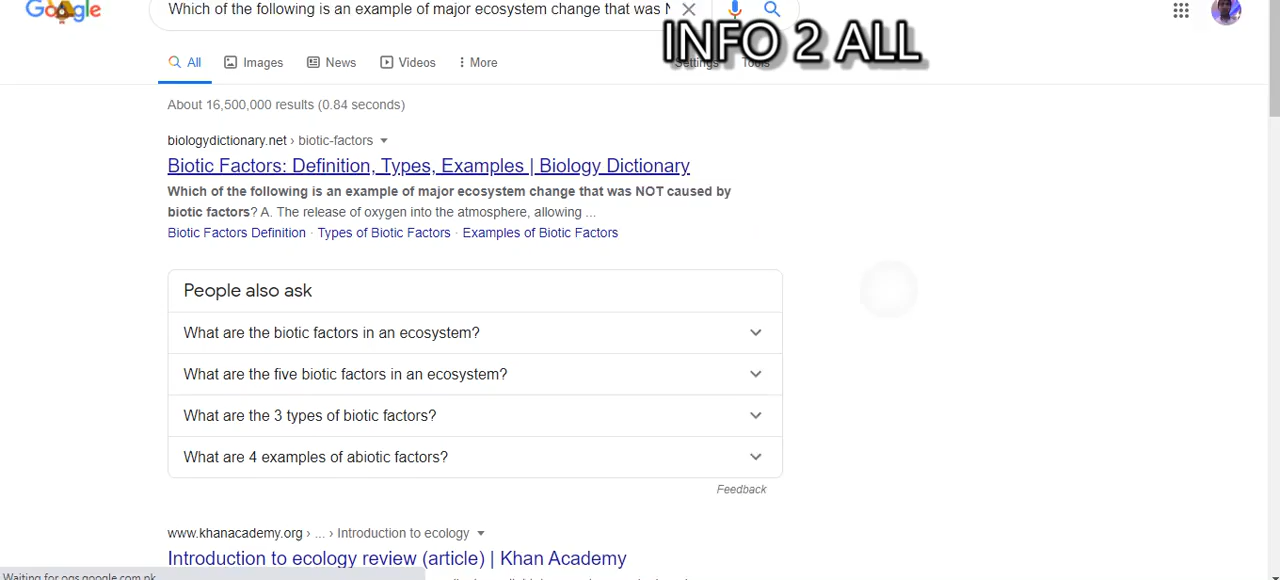 Google
Which of the following is an example of major ecosystem change that was N
INFO 2 ALL
All
Images
News
Videos
More
Settings
Tools
About 16,500,000 results (0.84 seconds)
biologydictionary.net › biotic-factors
Biotic Factors: Definition, Types, Examples | Biology Dictionary
Which of the following is an example of major ecosystem change that was NOT caused by
biotic factors? A. The release of oxygen into the atmosphere, allowing ...
Biotic Factors Definition · Types of Biotic Factors · Examples of Biotic Factors
People also ask
What are the biotic factors in an ecosystem?
What are the five biotic factors in an ecosystem?
What are the 3 types of biotic factors?
What are 4 examples of abiotic factors?
Feedback
www.khanacademy.org › ... › Introduction to ecology
Introduction to ecology review (article) | Khan Academy
Waiting for ogs.google.com.pk